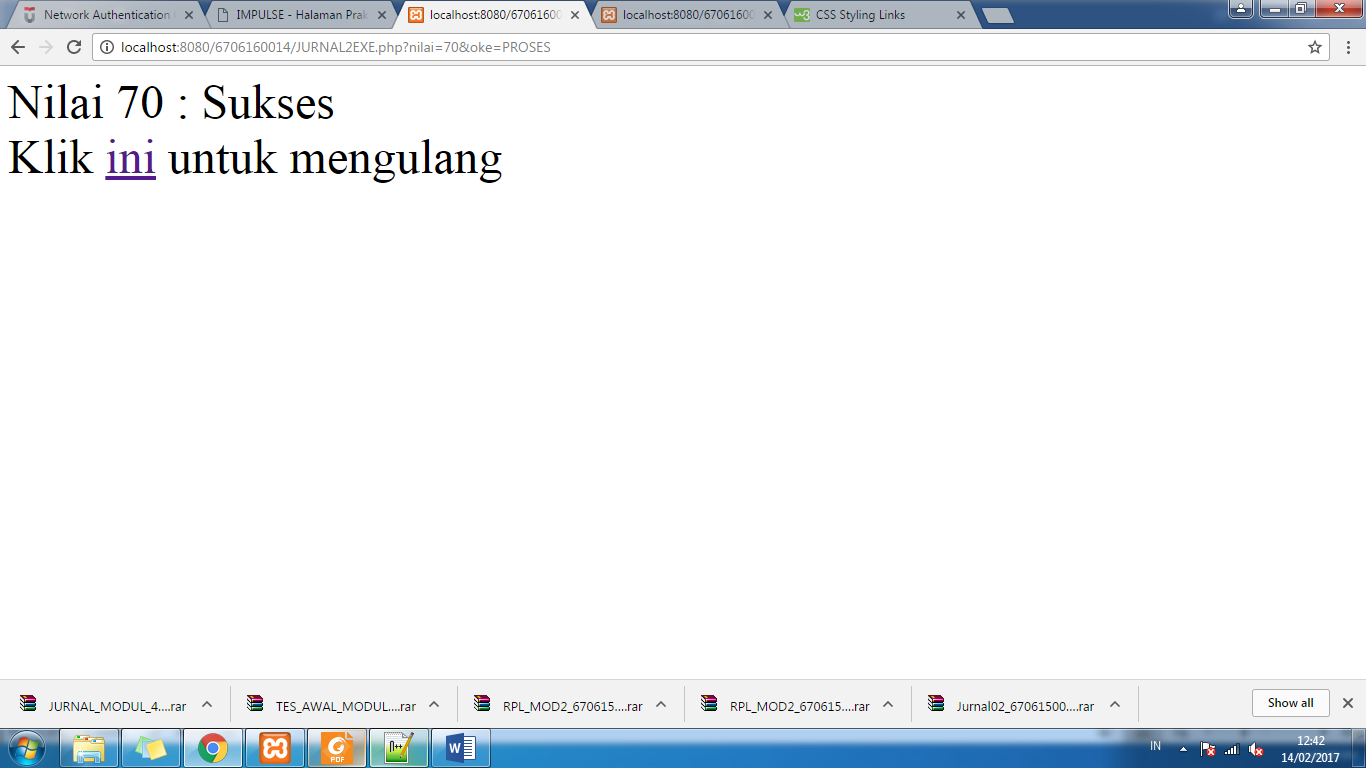 Network Authentication
IMPULSE - Halaman Prak
localhost:8080/67061600
localhost:8080/67061600
CSS Styling Links
localhost:8080/6706160014/JURNAL2EXE.php?nilai=70&oke=PROSES
Nilai 70 : Sukses
Klik ini untuk mengulang
JURNAL_MODUL_4....rar
TES_AWAL_MODUL....rar
RPL_MOD2_670615....rar
RPL_MOD2_670615....rar
Jurnal02_67061500....rar
Show all
PDF
n++
W
IN
12:42
14/02/2017